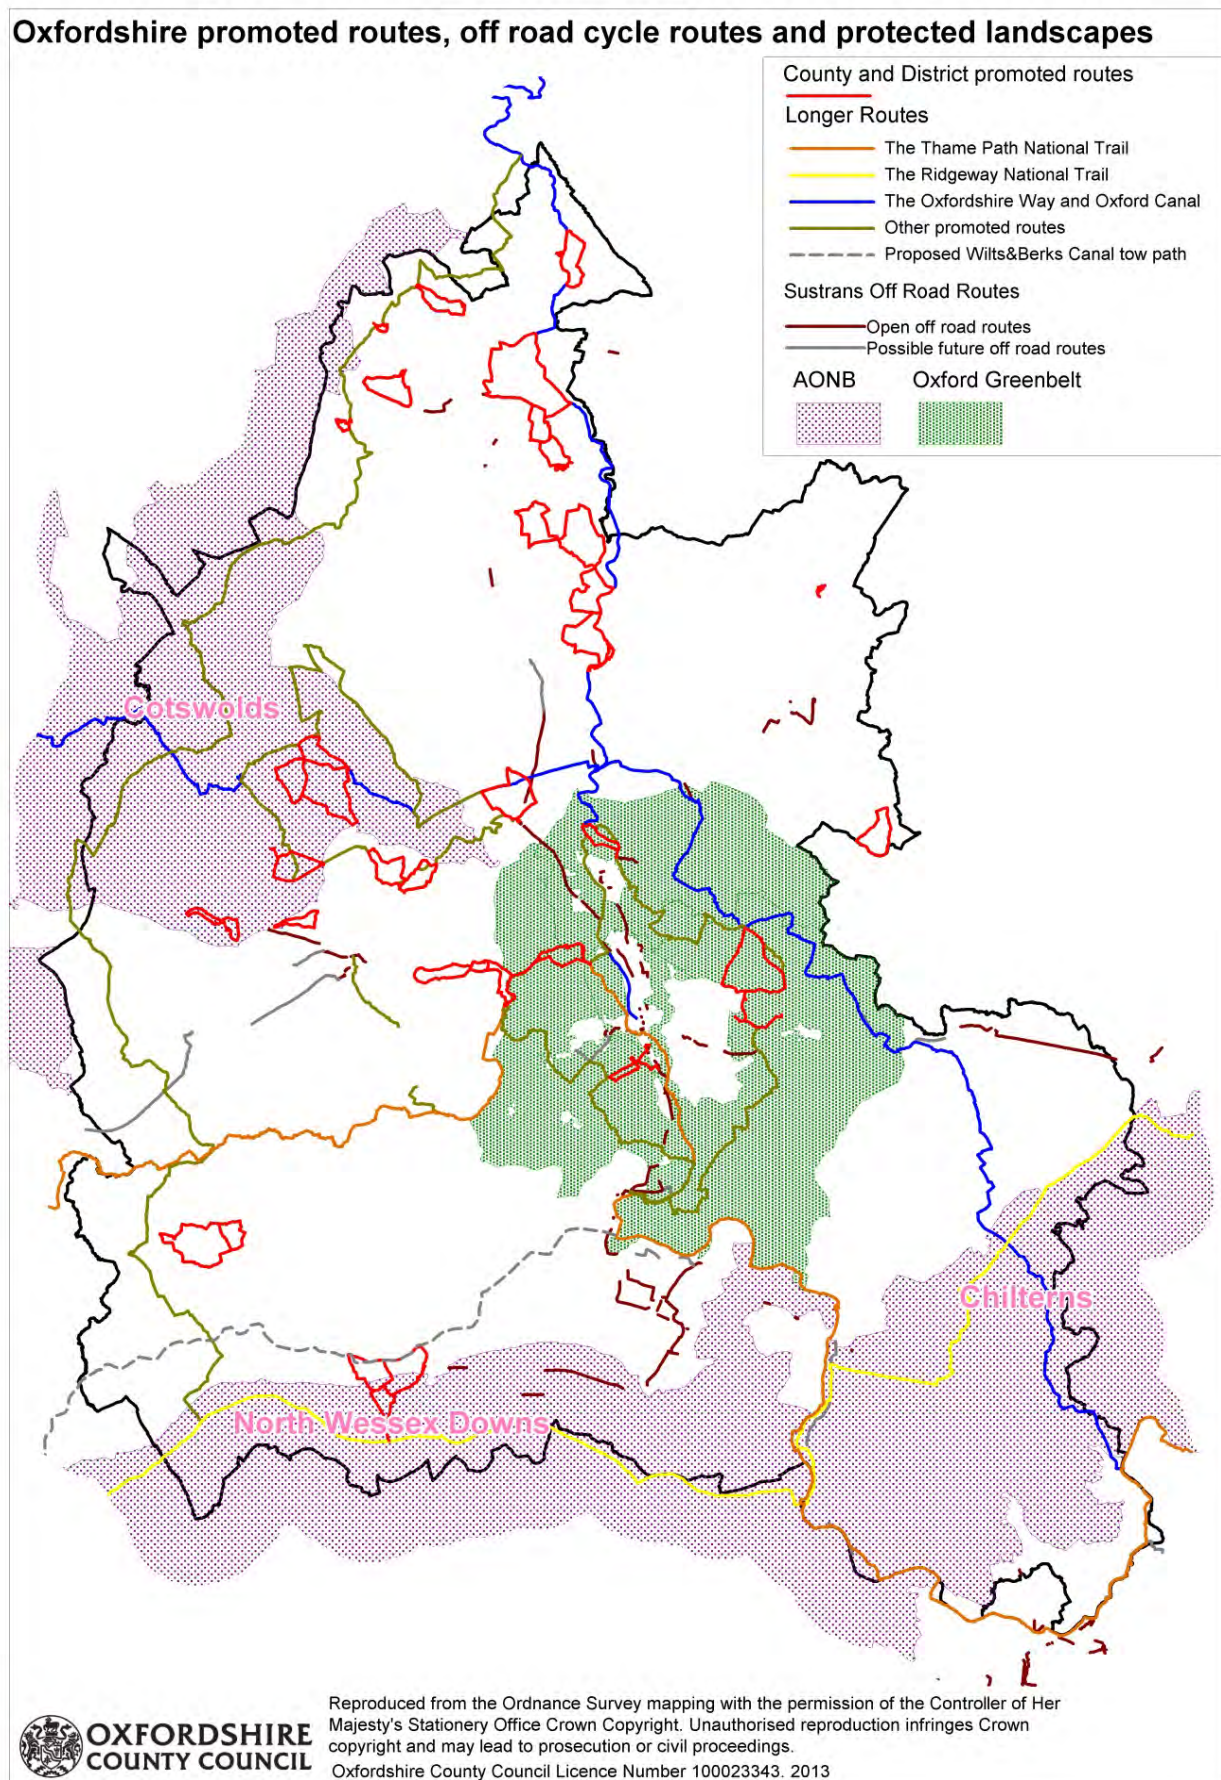 Oxfordshire promoted routes, off road cycle routes and protected landscapes
County and District promoted routes
Longer Routes
The Thame Path National Trail
The Ridgeway National Trail
The Oxfordshire Way and Oxford Canal
Other promoted routes
Proposed Wilts&Berks Canal tow path
Sustrans Off Road Routes
Open off road routes
Possible future off road routes
AONB Oxford Greenbelt
Cotswolds
Chilterns
North Wessex Downs
OXFORDSHIRE
COUNTY COUNCIL
Reproduced from the Ordnance Survey mapping with the permission of the Controller of Her
Majesty's Stationery Office Crown Copyright. Unauthorised reproduction infringes Crown
copyright and may lead to prosecution or civil proceedings.
Oxfordshire County Council Licence Number 100023343. 2013